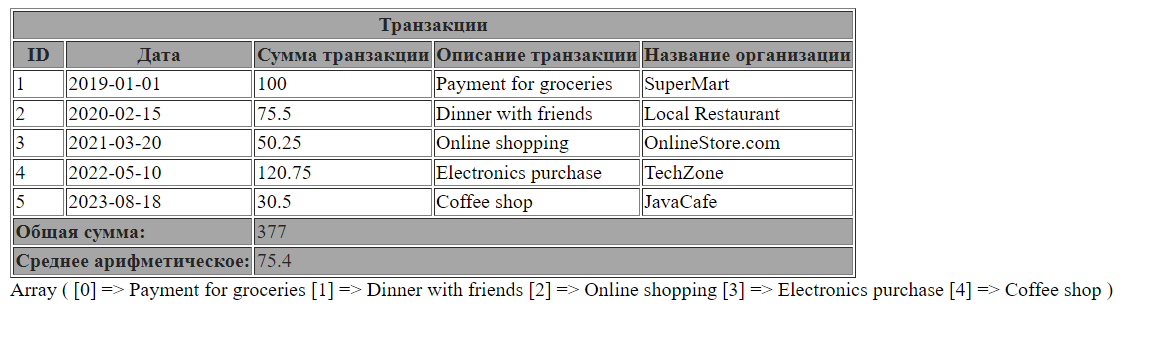 Транзакции
ID Дата Сумма транзакции Описание транзакции Название организации
1 2019-01-01 100 Payment for groceries SuperMart
2 2020-02-15 75.5 Dinner with friends Local Restaurant
3 2021-03-20 50.25 Online shopping OnlineStore.com
4 2022-05-10 120.75 Electronics purchase TechZone
5 2023-08-18 30.5 Coffee shop JavaCafe
Общая сумма: 377
Среднее арифметическое: 75.4
Array ( [0] => Payment for groceries [1] => Dinner with friends [2] => Online shopping [3] => Electronics purchase [4] => Coffee shop )